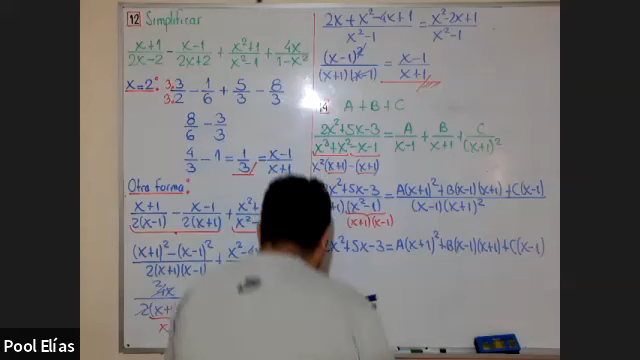 12 Simplificar
x+1/2x-2 - x-1/2x+2 + x²+1/x²-1 + 4x/1-x²
x=2: 3.3/3.2 - 1/6 + 5/3 - 8/3
8/6 - 3/3
4/3 - 1 = 1/3 = x-1/x+1
Otra forma:
x+1/2(x-1) - x-1/2(x+1) +
(x+1)²-(x-1)²/2(x+1)(x-1) +
2x+x²-4x+1/x²-1 = x²-2x+1/x²-1
(x-1)²/(x+1)(x-1) = x-1/x+1
A+B+C
2x²+5x-3/x³+x²-x-1 = A/x-1 + B/x+1 + C/(x+1)²
x²(x+1)-(x+1)
x²+5x-3/(x²-1) = A(x+1)²+B(x-1)(x+1)+C(x-1)/(x-1)(x+1)²
(x+1)(x-1)
x²+5x-3=A(x+1)²+B(x-1)(x+1)+C(x-1)
Pool Elías